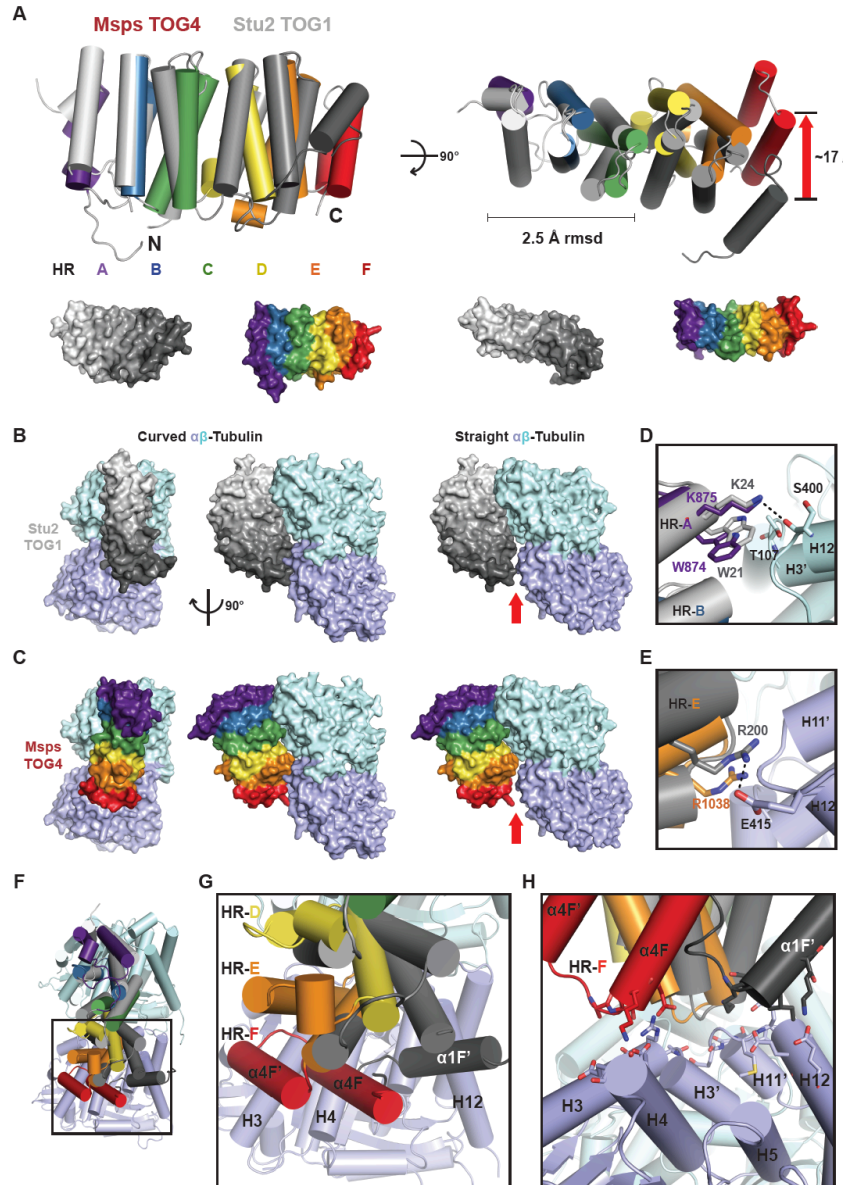 A
Msps TOG4 Stu2 TOG1
90°
~17
N
C
2.5 Å rmsd
HR A B C D E F
B
Curved αβ-Tubulin
Straight αβ-Tubulin
Stu2
TOG1
90°
D
K875
K24
S400
HR-A
T107
H12
W874
W21
H3'
HR-B
C
Msps
TOG4
E
HR-E
R200
H11'
R1038
E415
H12
F
G
HR-D
HR-E
HR-F
α1F'
α4F'
α4F
H3
H4
H12
H
α4F'
α4F
α1F'
HR-F
H3
H4
H3'
H11'
H12
H5